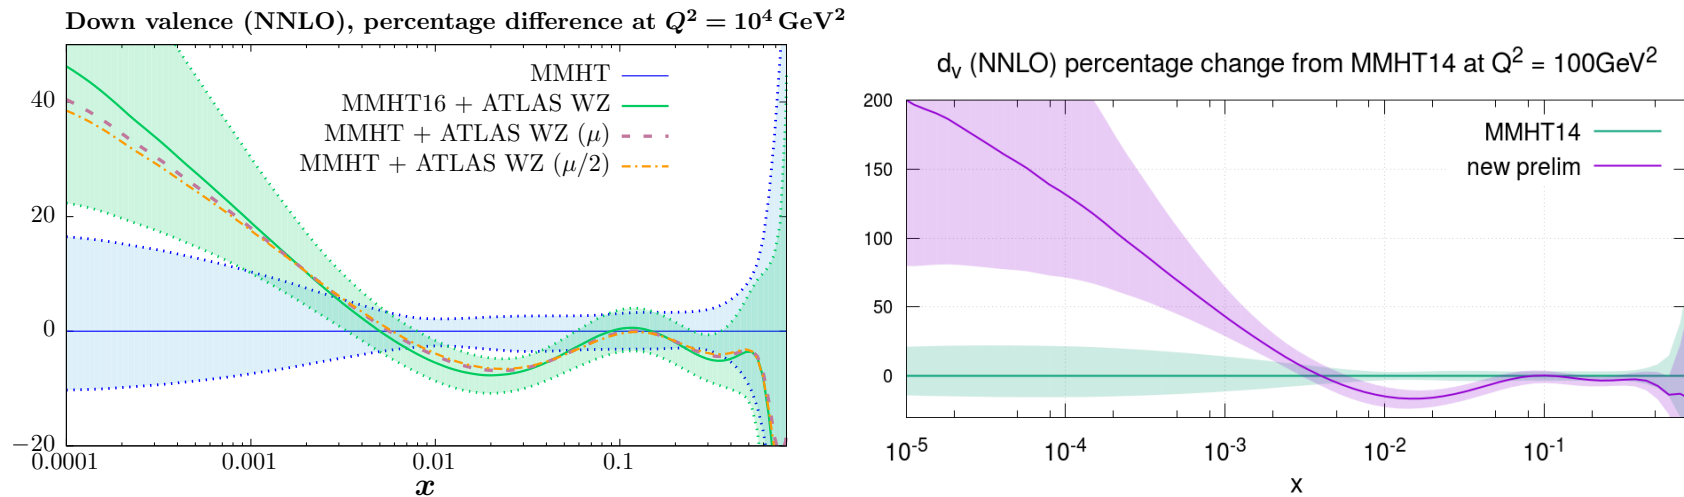 Down valence (NNLO), percentage difference at Q² = 10⁴ GeV²
MMHT
MMHT16 + ATLAS WZ
MMHT + ATLAS WZ (μ)
MMHT + ATLAS WZ (μ/2)
40
20
0
−20
0.0001 0.001 0.01 0.1
x
dᵥ (NNLO) percentage change from MMHT14 at Q² = 100GeV²
MMHT14
new prelim
200
150
100
50
0
10⁻⁵ 10⁻⁴ 10⁻³ 10⁻² 10⁻¹
x